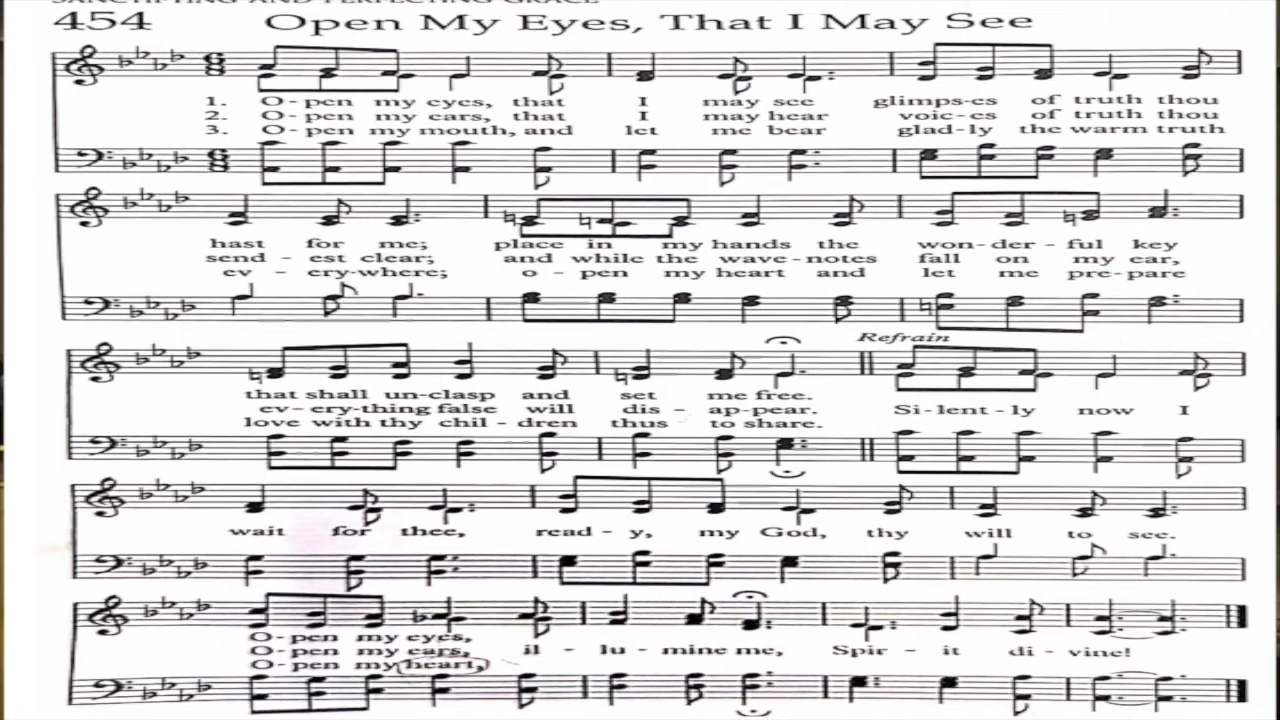 SANCTIFYING AND PERFECTING GRACE
454 Open My Eyes, That I May See
1. O-pen my eyes, that I may see glimps-es of truth thou
2. O-pen my ears, that I may hear voic-es of truth thou
3. O-pen my mouth, and let me bear glad-ly the warm truth
hast for me; place in my hands the won-der-ful key
send-est clear; and while the wave-notes fall on my ear,
ev-ery-where; o-pen my heart and let me pre-pare
Refrain
that shall un-clasp and set me free.
ev-ery-thing false will dis-ap-pear. Si-lent-ly now I
love with thy chil-dren thus to share.
wait for thee, read-y, my God, thy will to see.
O-pen my eyes,
O-pen my ears, il-lu-mine me, Spir-it di-vine!
O-pen my heart,